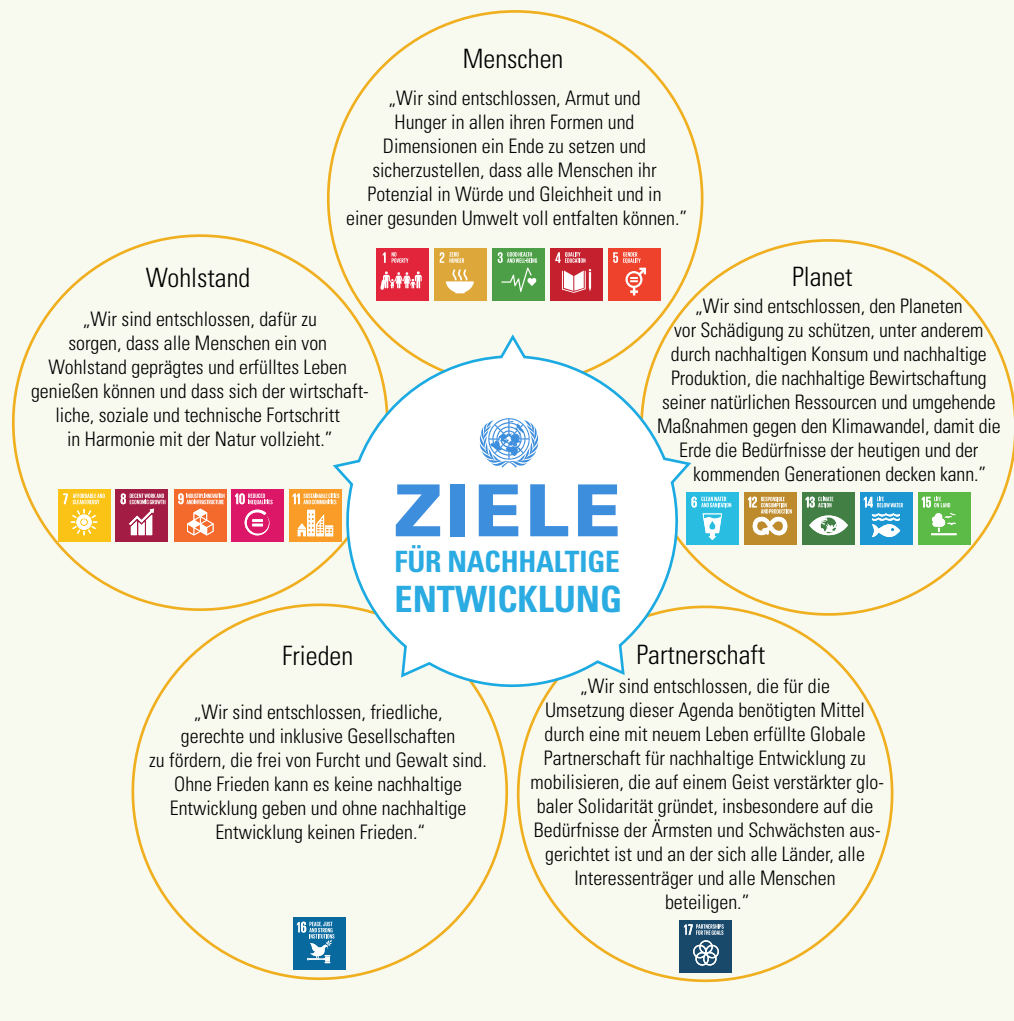 Menschen
„Wir sind entschlossen, Armut und
Hunger in allen ihren Formen und
Dimensionen ein Ende zu setzen und
sicherzustellen, dass alle Menschen ihr
Potenzial in Würde und Gleichheit und in
einer gesunden Umwelt voll entfalten können.”
1 NO
POVERTY
2 ZERO
HUNGER
3 GOOD HEALTH
AND WELL-BEING
4 QUALITY
EDUCATION
5 GENDER
EQUALITY
Wohlstand
„Wir sind entschlossen, dafür zu
sorgen, dass alle Menschen ein von
Wohlstand geprägtes und erfülltes Leben
genießen können und dass sich der wirtschaft-
liche, soziale und technische Fortschritt
in Harmonie mit der Natur vollzieht.”
7 AFFORDABLE AND
CLEAN ENERGY
8 DECENT WORK AND
ECONOMIC GROWTH
9 INDUSTRY, INNOVATION
AND INFRASTRUCTURE
10 REDUCED
INEQUALITIES
11 SUSTAINABLE CITIES
AND COMMUNITIES
Planet
„Wir sind entschlossen, den Planeten
vor Schädigung zu schützen, unter anderem
durch nachhaltigen Konsum und nachhaltige
Produktion, die nachhaltige Bewirtschaftung
seiner natürlichen Ressourcen und umgehende
Maßnahmen gegen den Klimawandel, damit die
Erde die Bedürfnisse der heutigen und der
kommenden Generationen decken kann.”
6 CLEAN WATER
AND SANITATION
12 RESPONSIBLE
CONSUMPTION
AND PRODUCTION
13 CLIMATE
ACTION
14 LIFE
BELOW WATER
15 LIFE
ON LAND
ZIELE
FÜR NACHHALTIGE
ENTWICKLUNG
Frieden
„Wir sind entschlossen, friedliche,
gerechte und inklusive Gesellschaften
zu fördern, die frei von Furcht und Gewalt sind.
Ohne Frieden kann es keine nachhaltige
Entwicklung geben und ohne nachhaltige
Entwicklung keinen Frieden.“
16 PEACE, JUST
AND STRONG
INSTITUTIONS
Partnerschaft
„Wir sind entschlossen, die für die
Umsetzung dieser Agenda benötigten Mittel
durch eine mit neuem Leben erfüllte Globale
Partnerschaft für nachhaltige Entwicklung zu
mobilisieren, die auf einem Geist verstärkter glo-
baler Solidarität gründet, insbesondere auf die
Bedürfnisse der Ärmsten und Schwächsten aus-
gerichtet ist und an der sich alle Länder, alle
Interessenträger und alle Menschen
beteiligen.”
17 PARTNERSHIPS
FOR THE GOALS